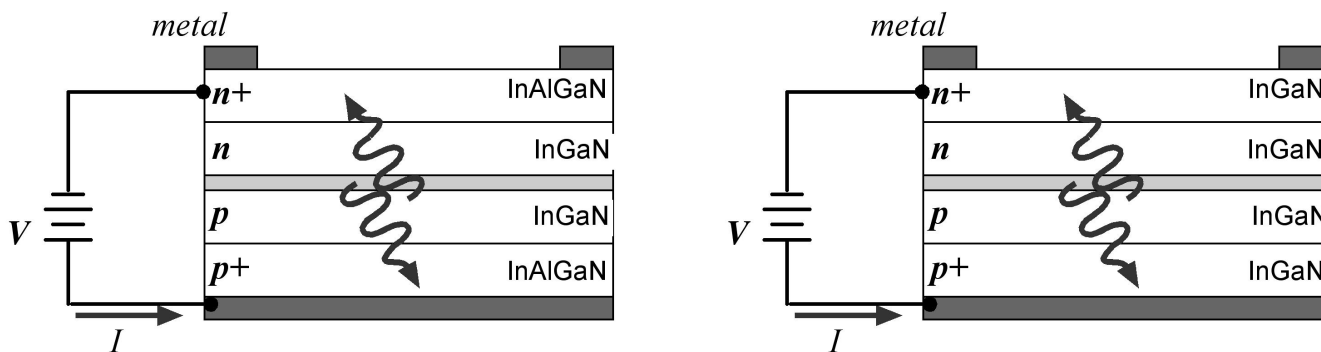 metal
n+ InAlGaN
n InGaN
p InGaN
p+ InAlGaN
V
I
metal
n+ InGaN
n InGaN
p InGaN
p+ InGaN
V
I